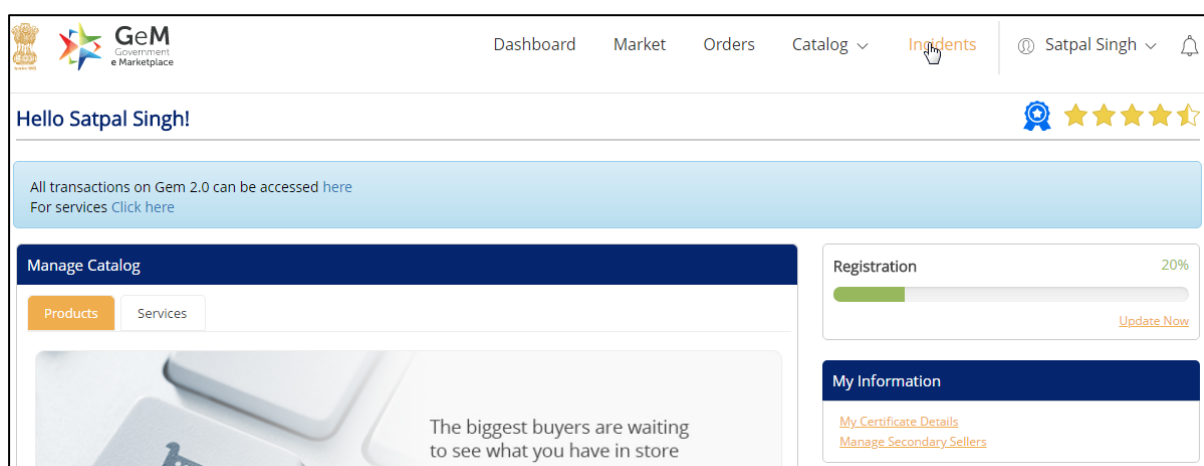 GeM
Government
e Marketplace
Dashboard Market Orders Catalog Incidents Satpal Singh
Hello Satpal Singh!
All transactions on Gem 2.0 can be accessed here
For services Click here
Manage Catalog
Products Services
The biggest buyers are waiting
to see what you have in store
Registration 20%
Update Now
My Information
My Certificate Details
Manage Secondary Sellers